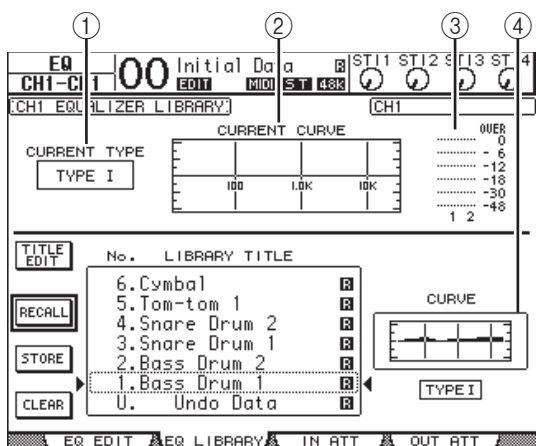 1 2 3 4
EQ 00 Initial Data R ST1 ST12 ST13 ST 4
CH1-CH1 EDIT MIDI ST 48K
CH1 EQUALIZER LIBRARY CH1
CURRENT CURVE OVER
CURRENT TYPE
TYPE I
100 1.0K 10K
0
- 6
-12
-18
-30
-48
1 2
TITLE EDIT No. LIBRARY TITLE
6.Cymbal R
RECALL 5.Tom-tom 1 R CURVE
4.Snare Drum 2 R
3.Snare Drum 1 R
STORE 2.Bass Drum 2 R
1.Bass Drum 1 R TYPE I
CLEAR U. Undo Data R
EQ EDIT EQ LIBRARY IN ATT OUT ATT